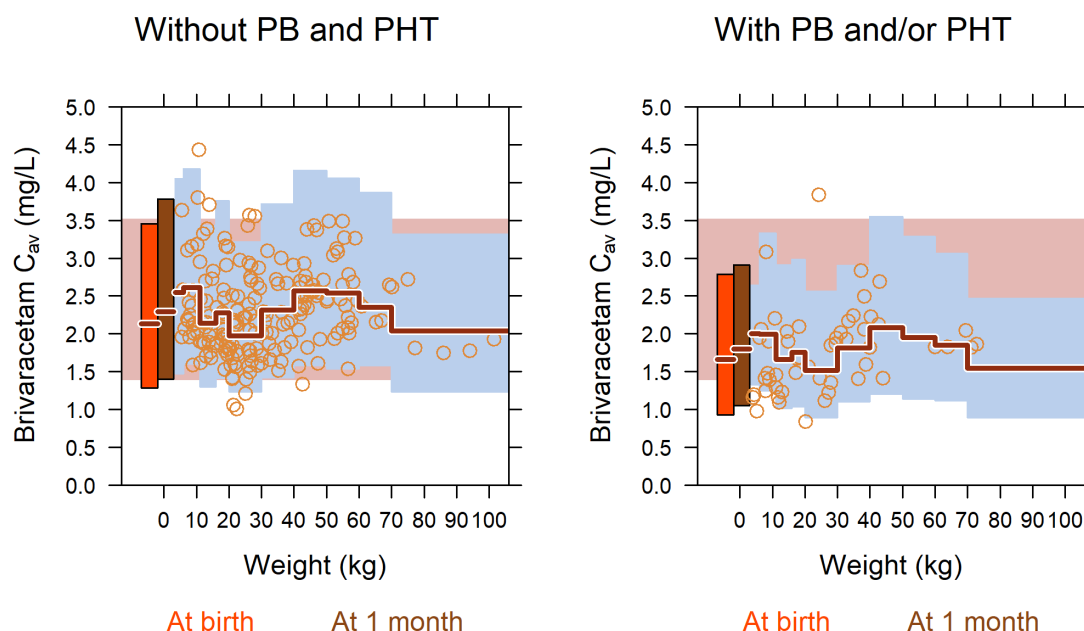 Without PB and PHT
With PB and/or PHT
Brivaracetam Cav (mg/L)
5.0
4.5
4.0
3.5
3.0
2.5
2.0
1.5
1.0
0.5
0.0
0 10 20 30 40 50 60 70 80 90 100
Weight (kg)
At birth At 1 month
Brivaracetam Cav (mg/L)
5.0
4.5
4.0
3.5
3.0
2.5
2.0
1.5
1.0
0.5
0.0
0 10 20 30 40 50 60 70 80 90 100
Weight (kg)
At birth At 1 month